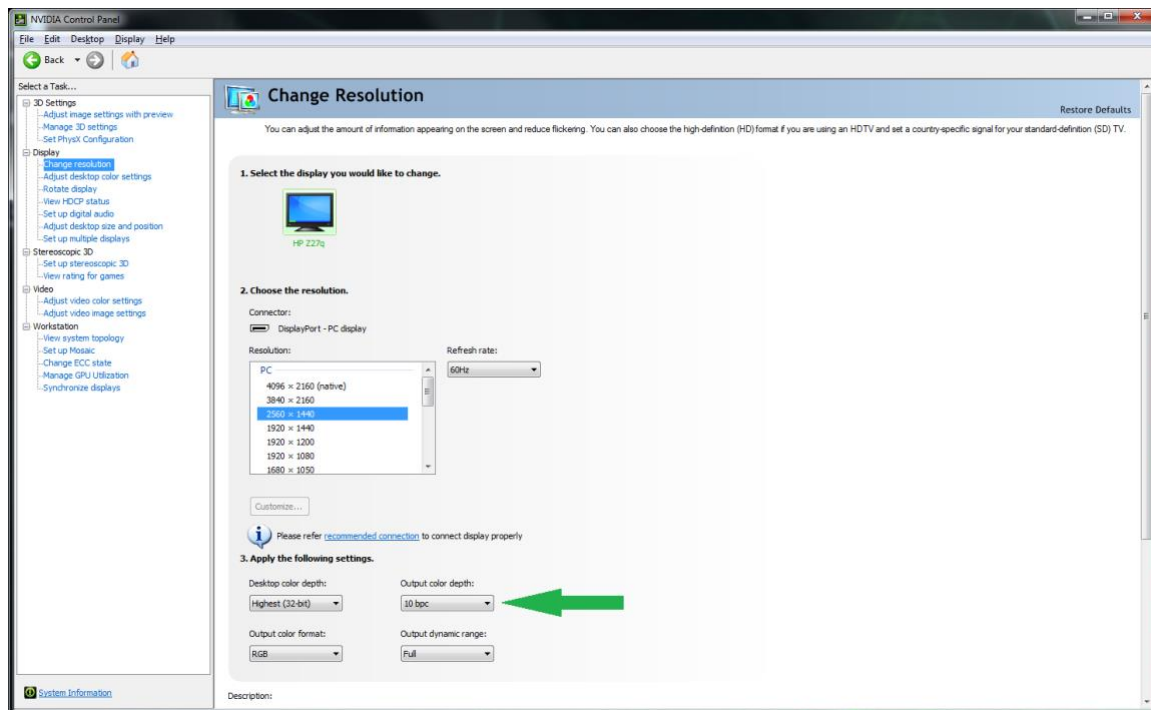 NVIDIA Control Panel
File Edit Desktop Display Help
Back
Select a Task...
3D Settings
Adjust image settings with preview
Manage 3D settings
Set PhysX Configuration
Display
Change resolution
Adjust desktop color settings
Rotate display
View HDCP status
Set up digital audio
Adjust desktop size and position
Set up multiple displays
Stereoscopic 3D
Set up stereoscopic 3D
View rating for games
Video
Adjust video color settings
Adjust video image settings
Workstation
View system topology
Set up Mosaic
Change ECC state
Manage GPU Utilization
Synchronize displays
System Information
Change Resolution
Restore Defaults
You can adjust the amount of information appearing on the screen and reduce flickering. You can also choose the high-definition (HD) format if you are using an HDTV and set a country-specific signal for your standard-definition (SD) TV.
1. Select the display you would like to change.
HP Z27q
2. Choose the resolution.
Connector:
DisplayPort - PC display
Resolution: Refresh rate:
PC 60Hz
4096 × 2160 (native)
3840 × 2160
2560 × 1440
1920 × 1440
1920 × 1200
1920 × 1080
1680 × 1050
Customize...
Please refer recommended connection to connect display properly
3. Apply the following settings.
Desktop color depth: Output color depth:
Highest (32-bit) 10 bpc
Output color format: Output dynamic range:
RGB Full
Description: